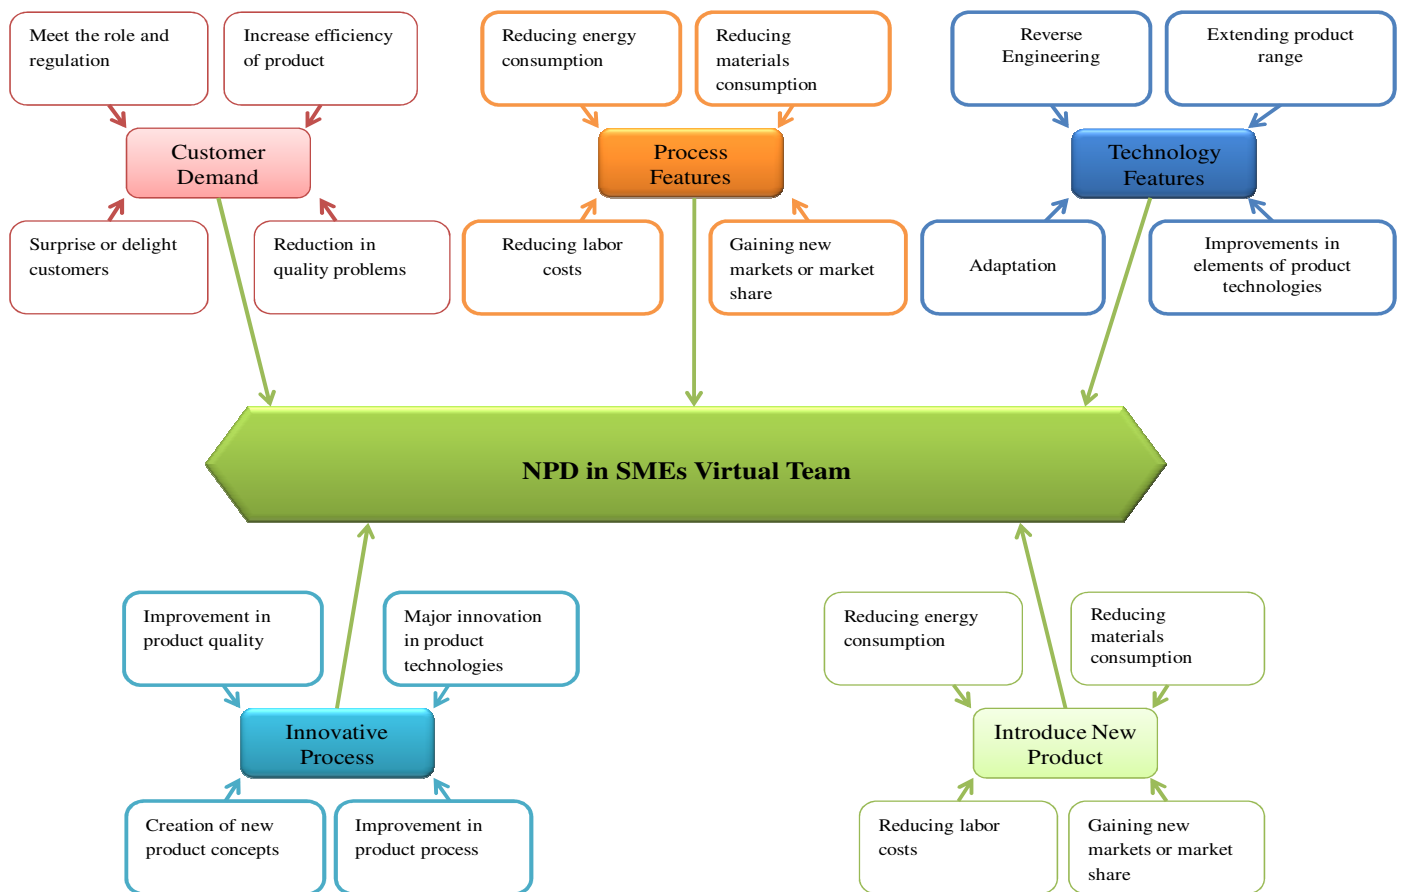 Meet the role and
regulation
Increase efficiency
of product
Customer
Demand
Surprise or delight
customers
Reduction in
quality problems
Reducing energy
consumption
Reducing
materials
consumption
Process
Features
Reducing labor
costs
Gaining new
markets or market
share
Reverse
Engineering
Extending product
range
Technology
Features
Adaptation
Improvements in
elements of product
technologies
NPD in SMEs Virtual Team
Improvement in
product quality
Major innovation
in product
technologies
Innovative
Process
Creation of new
product concepts
Improvement in
product process
Reducing energy
consumption
Reducing
materials
consumption
Introduce New
Product
Reducing labor
costs
Gaining new
markets or market
share